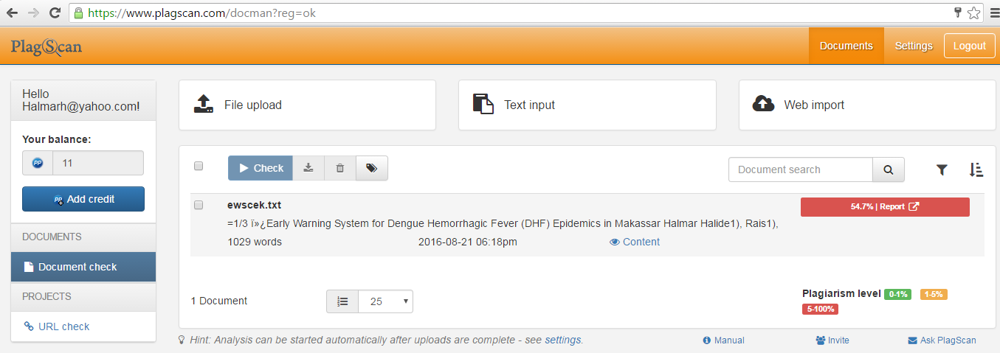 https://www.plagscan.com/docman?reg=ok
PlagScan
Documents
Settings
Logout
Hello
Halmarh@yahoo.com!
Your balance:
PP
11
PP Add credit
DOCUMENTS
Document check
PROJECTS
URL check
File upload
Text input
Web import
Check
Document search
ewscek.txt
54.7% | Report
=1/3 ï»¿Early Warning System for Dengue Hemorrhagic Fever (DHF) Epidemics in Makassar Halmar Halide1), Rais1),
1029 words
2016-08-21 06:18pm
Content
1 Document
25
Plagiarism level 0-1% 1-5%
5-100%
Hint: Analysis can be started automatically after uploads are complete - see settings.
Manual
Invite
Ask PlagScan